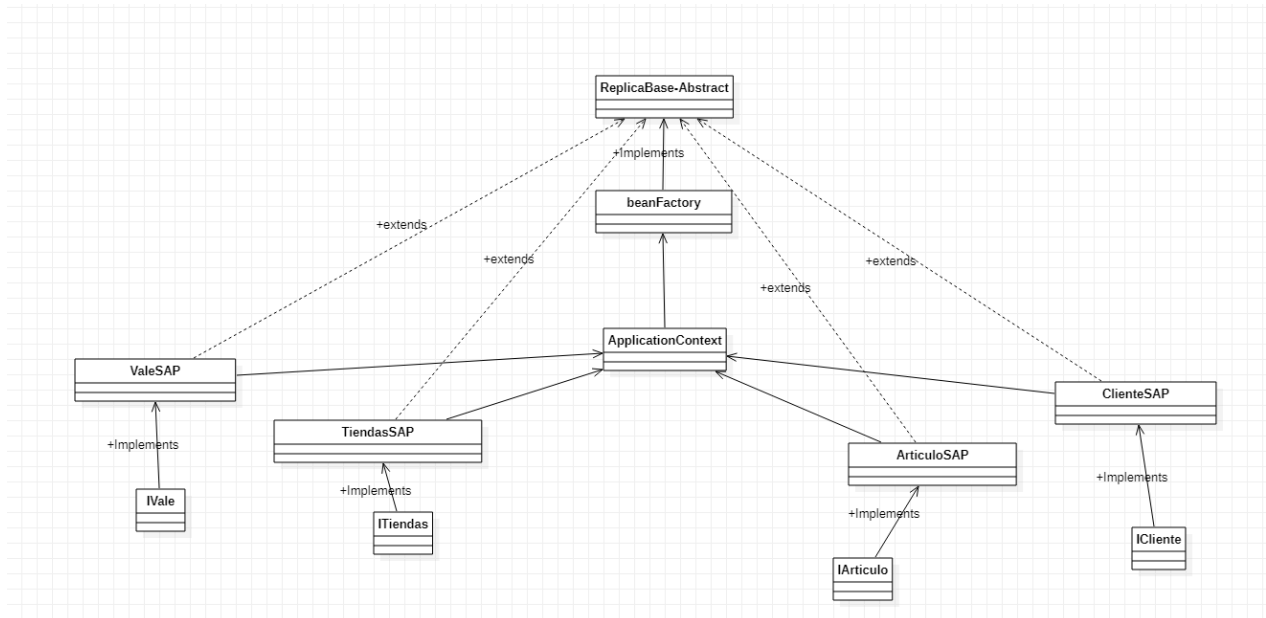 ReplicaBase-Abstract
+Implements
beanFactory
+extends
+extends
+extends
+extends
ApplicationContext
ValeSAP
ClienteSAP
TiendasSAP
+Implements
ArticuloSAP
+Implements
+Implements
IVale
+Implements
ITiendas
ICliente
IArticulo